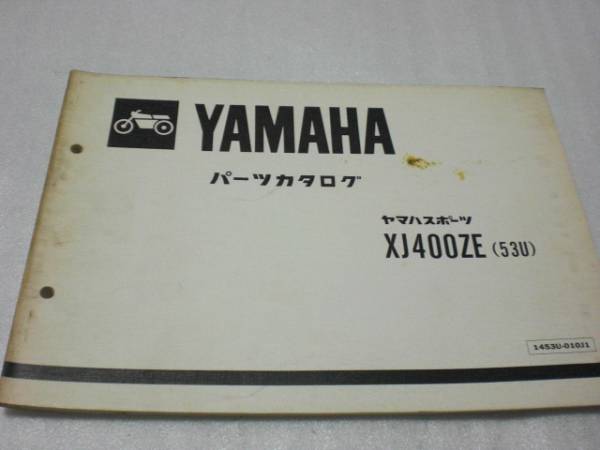 YAMAHA
パーツカタログ
ヤマハスポーツ
XJ400ZE (53U)
1453U-010J1